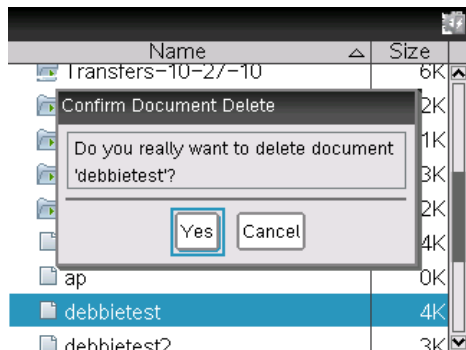 Name Size
Transfers-10-27-10 6K
Confirm Document Delete 2K
Do you really want to delete document 1K
'debbietest'? 3K
2K
Yes Cancel
4K
ap 0K
debbietest 4K
debbietest2 3K